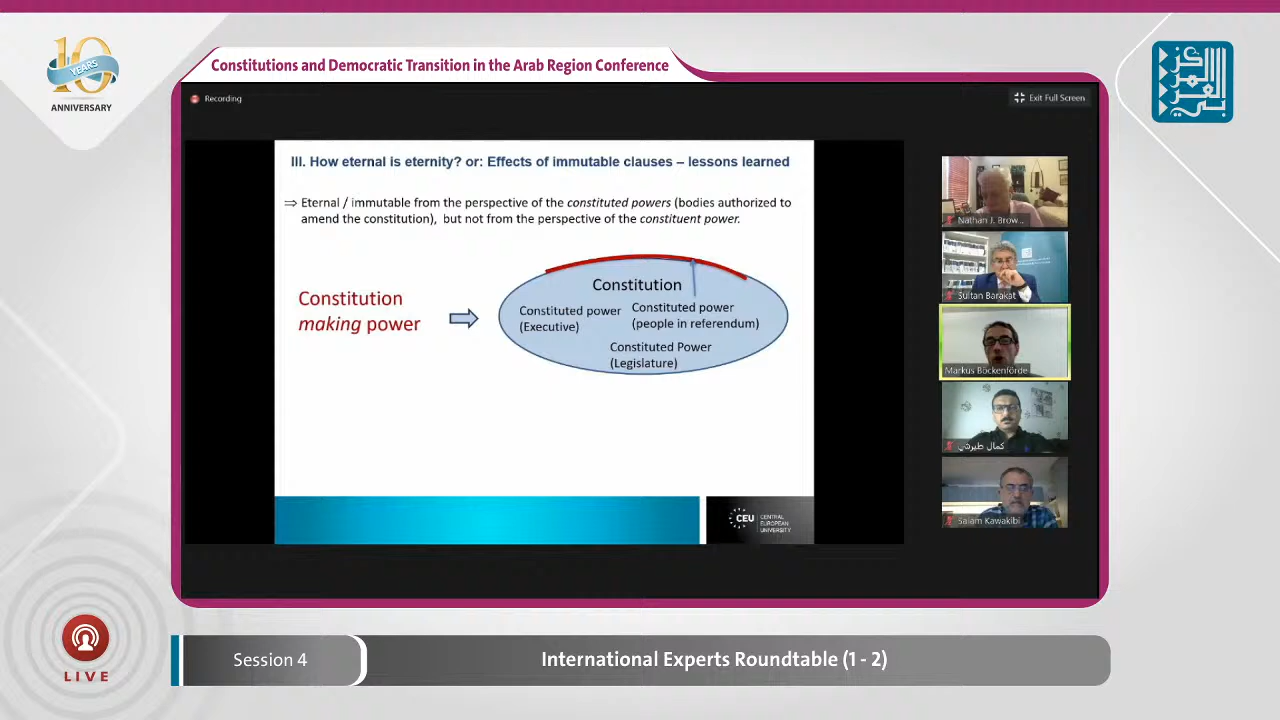 10
YEARS
ANNIVERSARY
Constitutions and Democratic Transition in the Arab Region Conference
المركز
العربي
Recording
Exit Full Screen
III. How eternal is eternity? or: Effects of immutable clauses – lessons learned
⇒ Eternal / immutable from the perspective of the constituted powers (bodies authorized to
amend the constitution), but not from the perspective of the constituent power.
Constitution
making power
Constitution
Constituted power
(Executive)
Constituted power
(people in referendum)
Constituted Power
(Legislature)
CEU
CENTRAL
EUROPEAN
UNIVERSITY
Nathan J. Brow...
Sultan Barakat
Markus Böckenförde
كمال طيرشي
Salam Kawakibi
LIVE
Session 4
International Experts Roundtable (1 - 2)